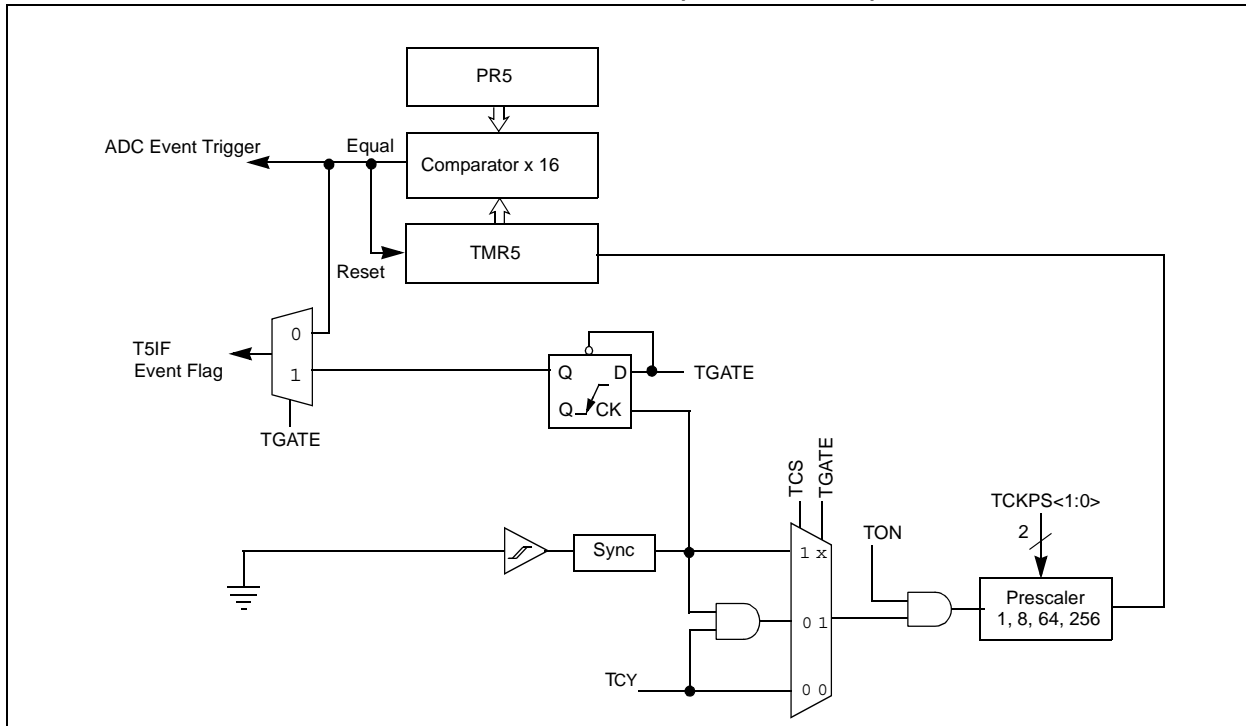 PR5
ADC Event Trigger
Equal
Comparator x 16
TMR5
Reset
0
T5IF
Event Flag
1
TGATE
Q D
TGATE
Q CK
TCS
TGATE
TCKPS<1:0>
2
TON
Sync
1 x
Prescaler
1, 8, 64, 256
0 1
TCY
0 0